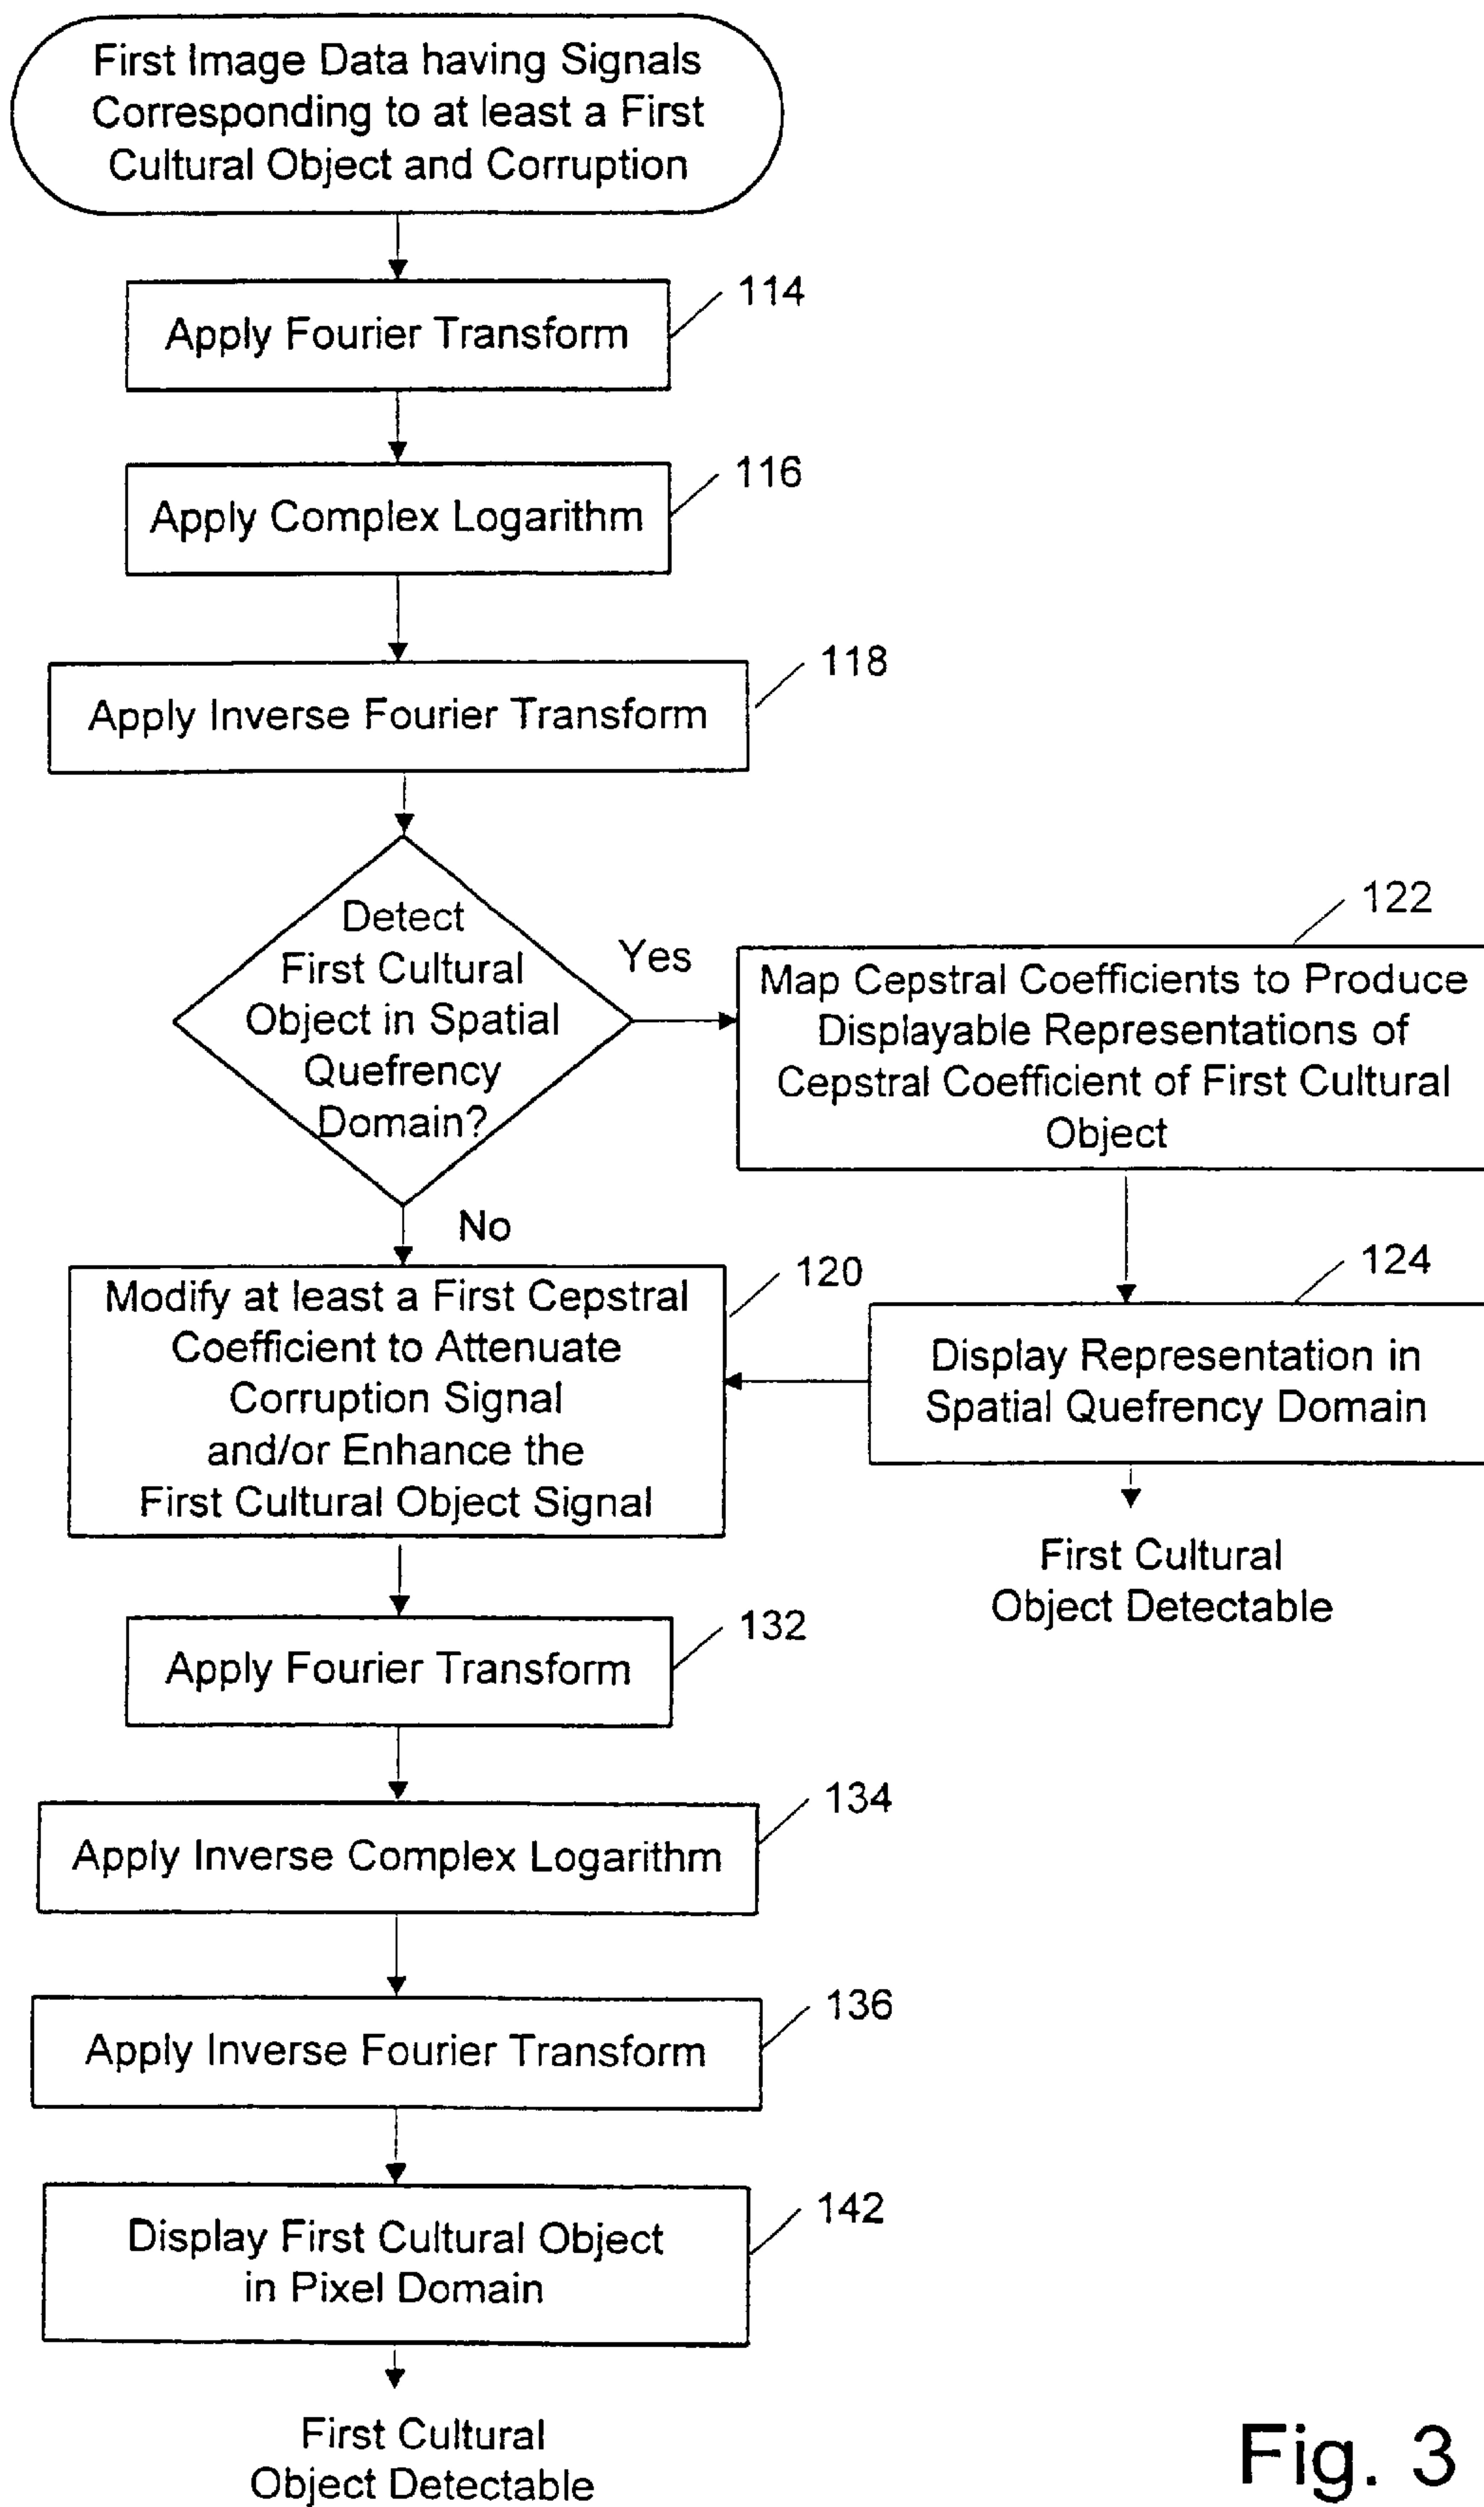 First Image Data having Signals
Corresponding to at least a First
Cultural Object and Corruption
114
Apply Fourier Transform
116
Apply Complex Logarithm
118
Apply Inverse Fourier Transform
Detect
First Cultural
Object in Spatial
Quefrency
Domain?
Yes
122
Map Cepstral Coefficients to Produce
Displayable Representations of
Cepstral Coefficient of First Cultural
Object
No
120
Modify at least a First Cepstral
Coefficient to Attenuate
Corruption Signal
and/or Enhance the
First Cultural Object Signal
124
Display Representation in
Spatial Quefrency Domain
First Cultural
Object Detectable
132
Apply Fourier Transform
134
Apply Inverse Complex Logarithm
136
Apply Inverse Fourier Transform
142
Display First Cultural Object
in Pixel Domain
First Cultural
Object Detectable
Fig. 3